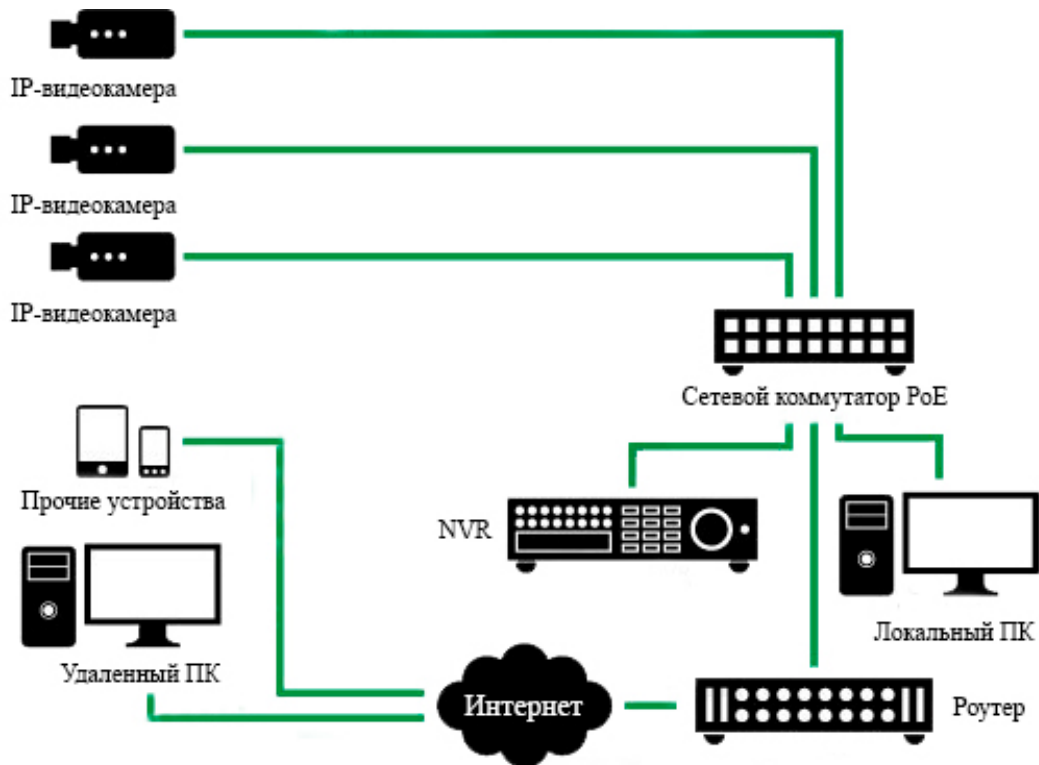 IP-видеокамера
IP-видеокамера
IP-видеокамера
Сетевой коммутатор PoE
Прочие устройства
NVR
Локальный ПК
Удаленный ПК
Интернет
Роутер